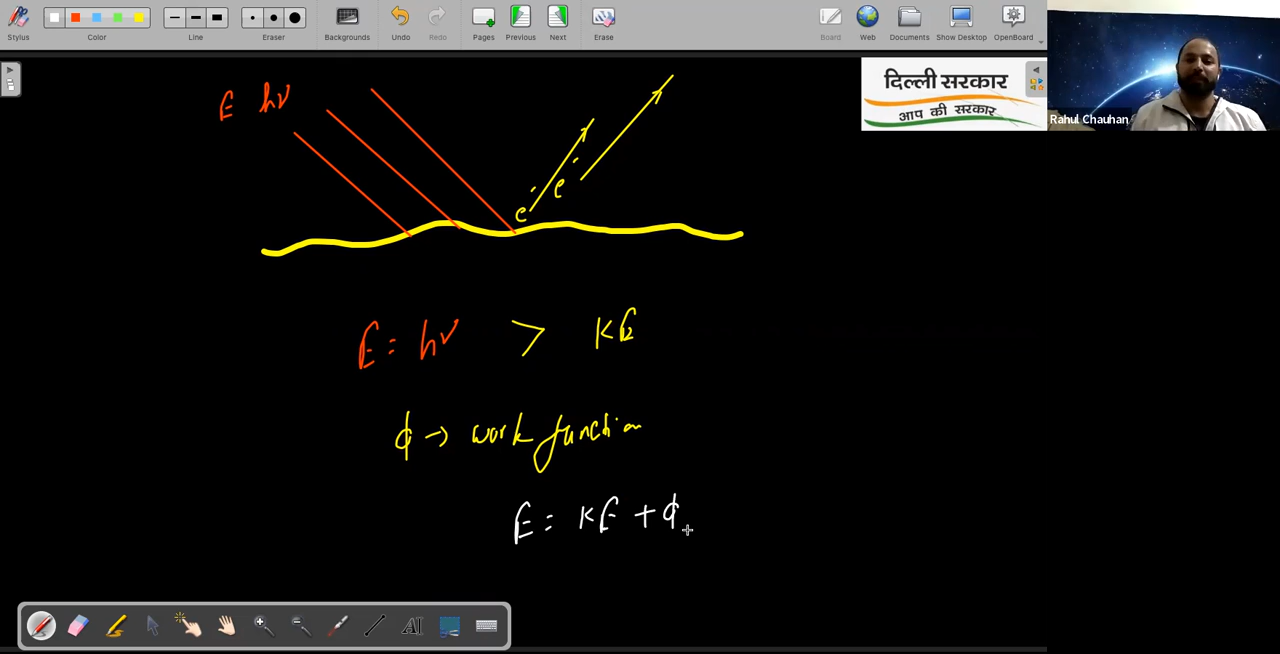 Stylus
Color
Line
Eraser
Backgrounds
Undo
Redo
Pages
Previous
Next
Erase
Board
Web
Documents
Show Desktop
OpenBoard
E hν
दिल्ली सरकार
आप की सरकार
Rahul Chauhan
e-
e-
E = hν > KE
ϕ → work function
E = KE + ϕ
AI